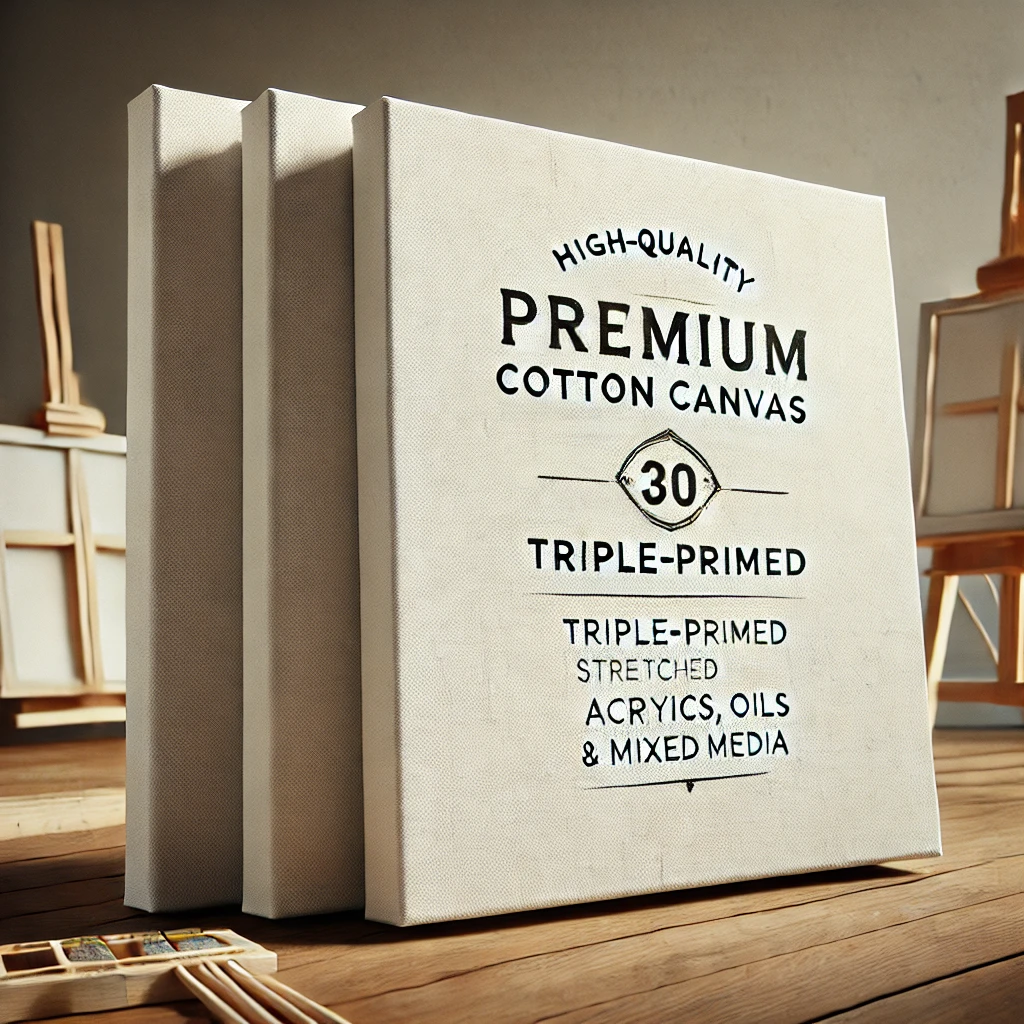 HIGH-QUALITY
PREMIUM
COTTON CANVAS
30
TRIPLE-PRIMED
TRIPLE-PRIMED
STRETCHED
ACRYICS, OILS
& MIXED MEDIA